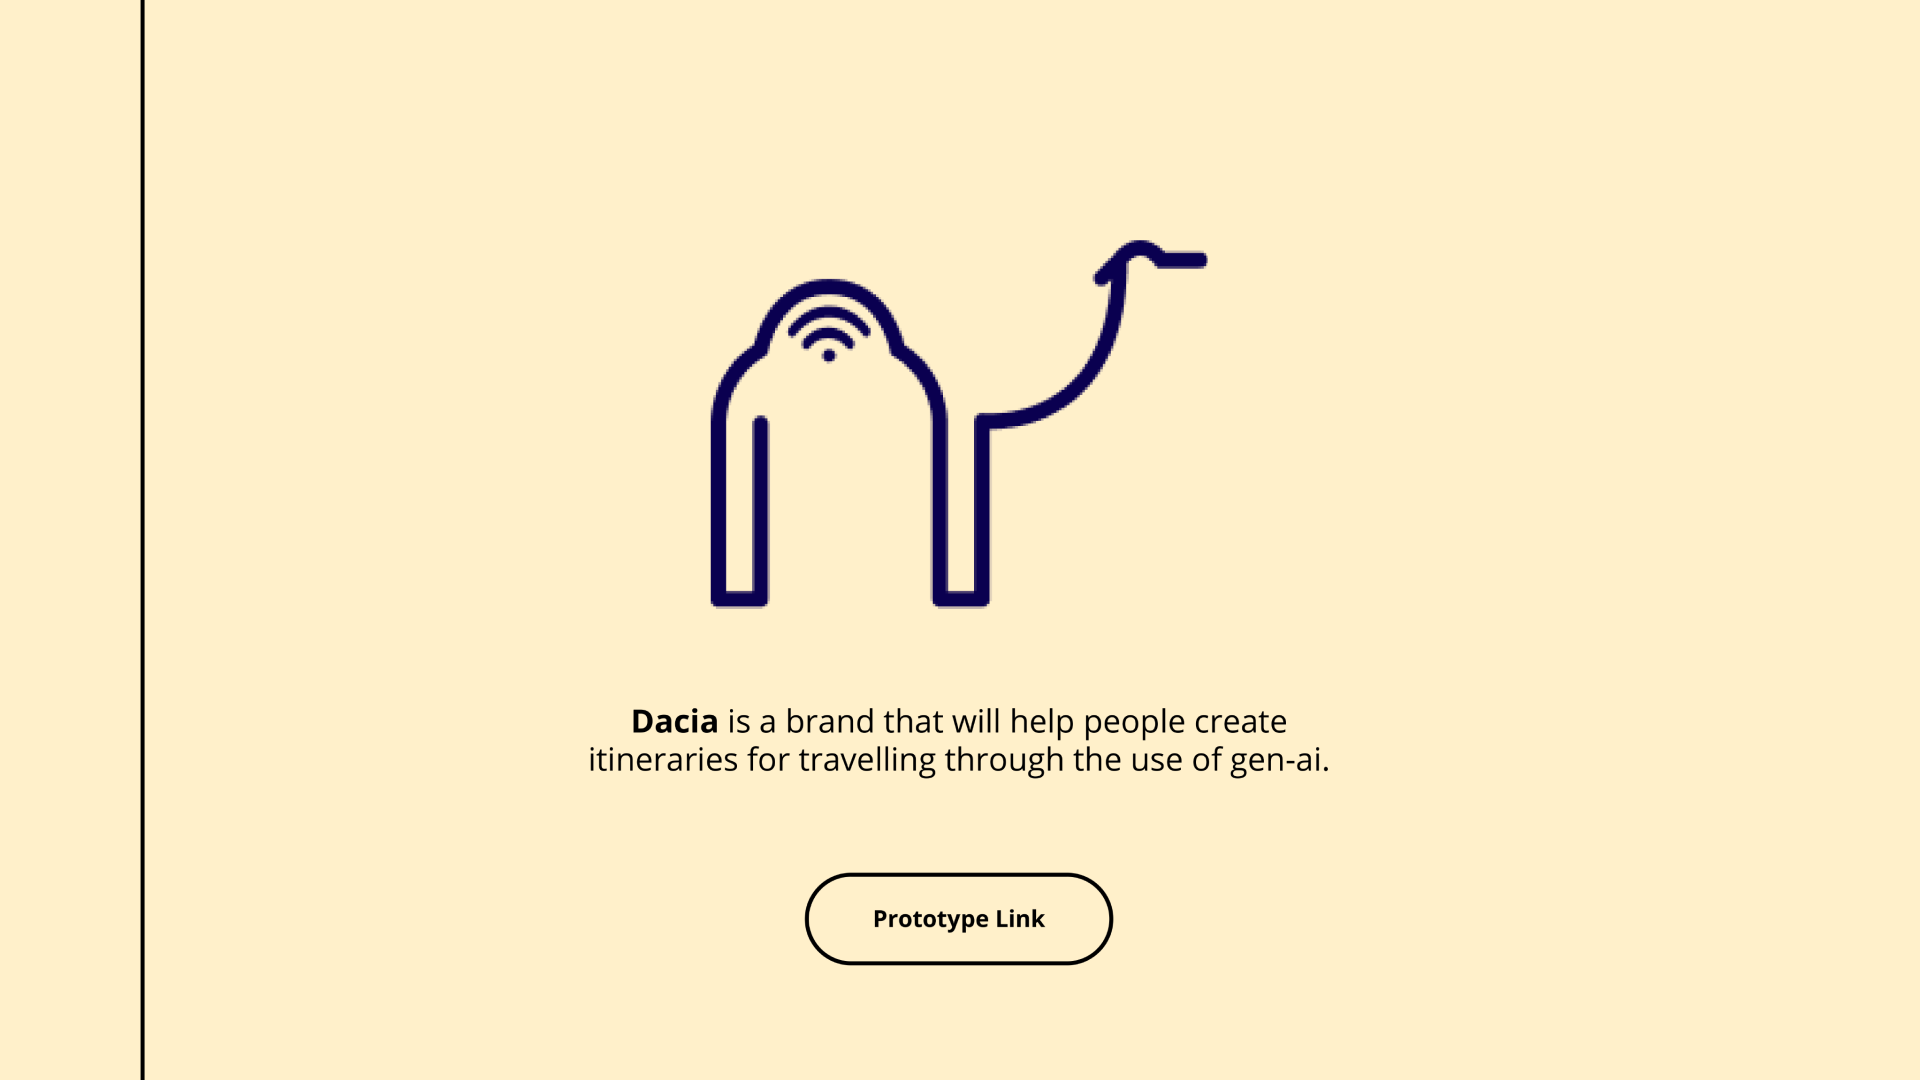 Dacia is a brand that will help people create
itineraries for travelling through the use of gen-ai.
Prototype Link